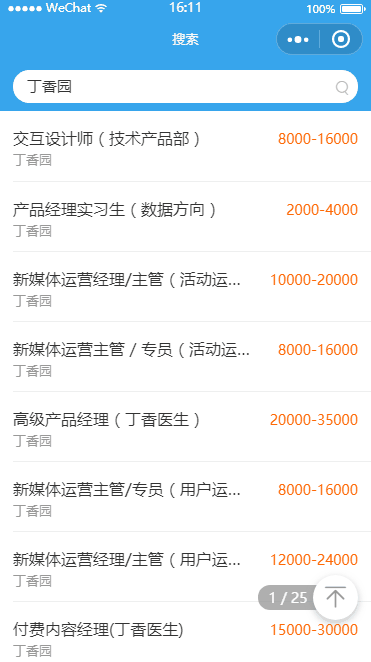 WeChat 16:11 100%
搜索
丁香园
交互设计师（技术产品部） 8000-16000
丁香园
产品经理实习生（数据方向） 2000-4000
丁香园
新媒体运营经理/主管（活动运... 10000-20000
丁香园
新媒体运营主管 / 专员（活动运... 8000-16000
丁香园
高级产品经理（丁香医生） 20000-35000
丁香园
新媒体运营主管/专员（用户运... 8000-16000
丁香园
新媒体运营经理/主管（用户运... 12000-24000
丁香园
1 / 25
付费内容经理(丁香医生) 15000-30000
丁香园